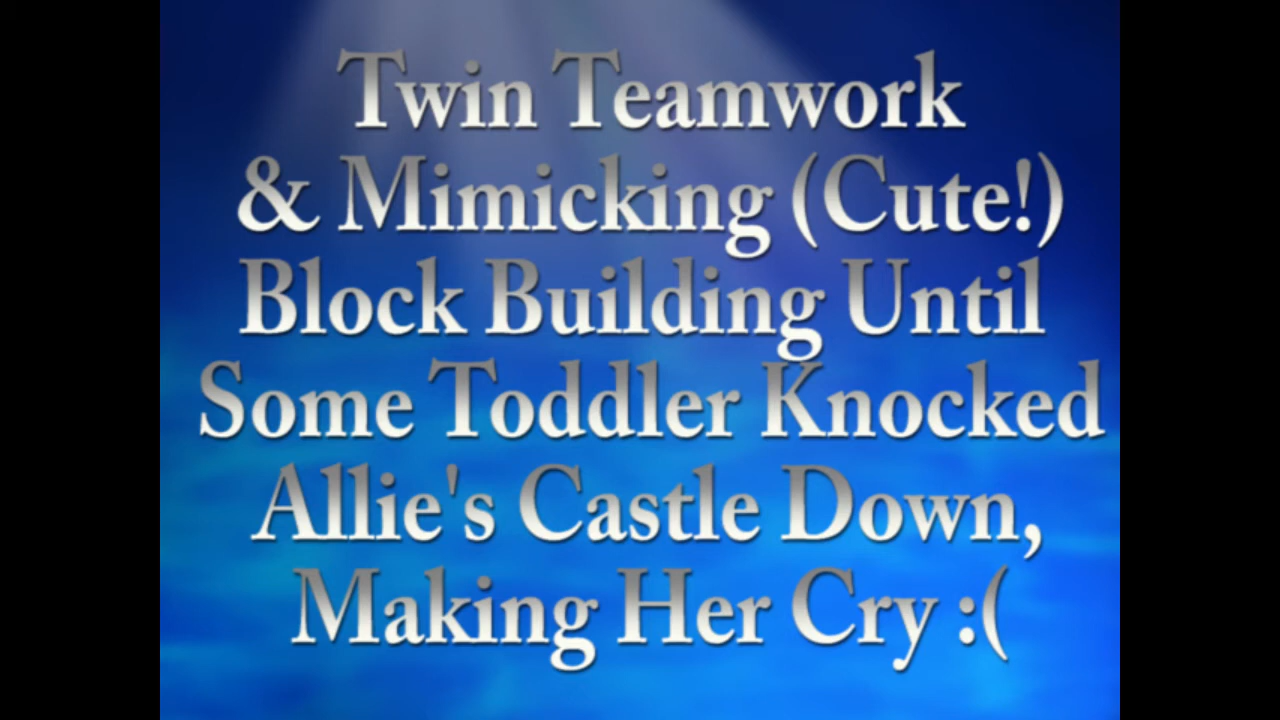 Twin Teamwork
& Mimicking (Cute!)
Block Building Until
Some Toddler Knocked
Allie's Castle Down,
Making Her Cry :(